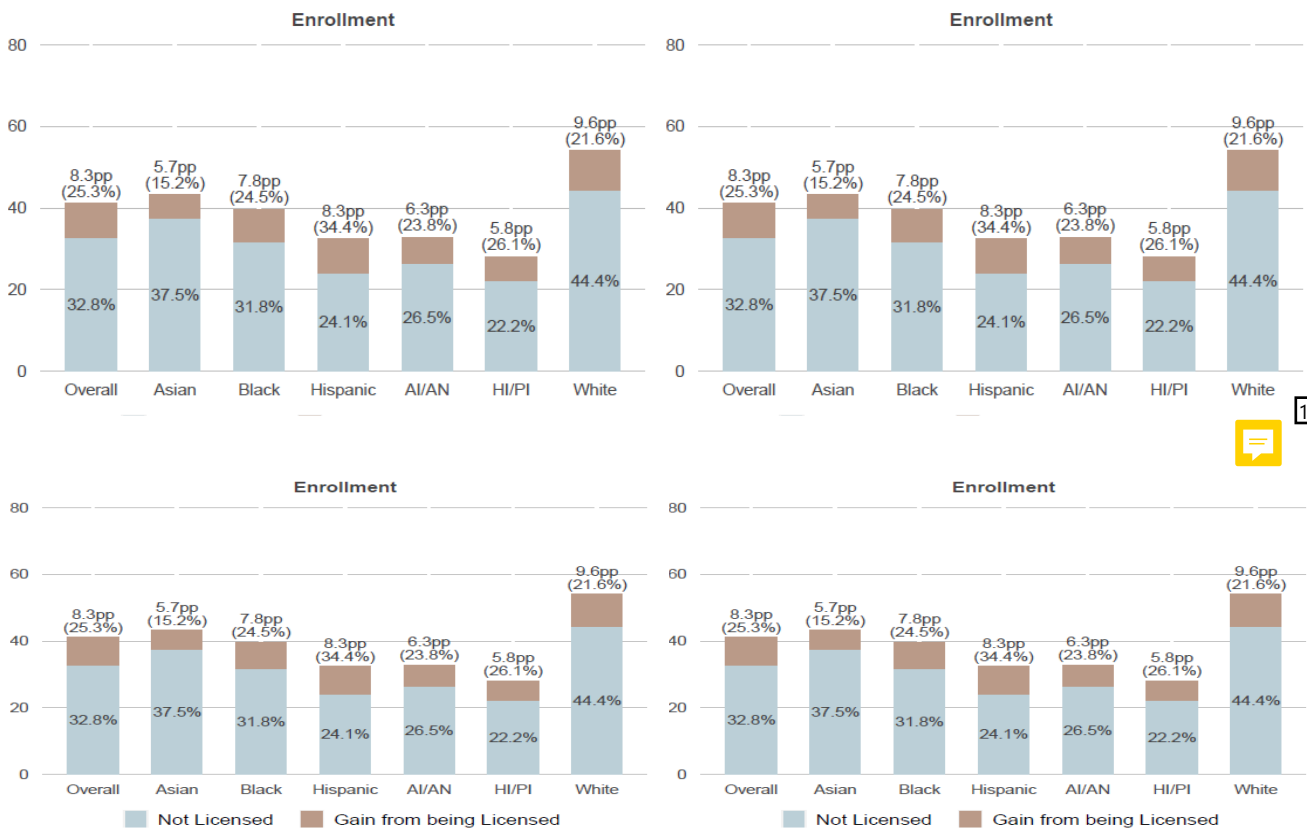 Enrollment
80
60
40
20
0
8.3pp
(25.3%)
5.7pp
(15.2%)
7.8pp
(24.5%)
8.3pp
(34.4%)
6.3pp
(23.8%)
5.8pp
(26.1%)
9.6pp
(21.6%)
32.8%
37.5%
31.8%
24.1%
26.5%
22.2%
44.4%
Overall Asian Black Hispanic AI/AN HI/PI White
Enrollment
80
60
40
20
0
8.3pp
(25.3%)
5.7pp
(15.2%)
7.8pp
(24.5%)
8.3pp
(34.4%)
6.3pp
(23.8%)
5.8pp
(26.1%)
9.6pp
(21.6%)
32.8%
37.5%
31.8%
24.1%
26.5%
22.2%
44.4%
Overall Asian Black Hispanic AI/AN HI/PI White
1
Enrollment
80
60
40
20
0
8.3pp
(25.3%)
5.7pp
(15.2%)
7.8pp
(24.5%)
8.3pp
(34.4%)
6.3pp
(23.8%)
5.8pp
(26.1%)
9.6pp
(21.6%)
32.8%
37.5%
31.8%
24.1%
26.5%
22.2%
44.4%
Overall Asian Black Hispanic AI/AN HI/PI White
Not Licensed Gain from being Licensed
Enrollment
80
60
40
20
0
8.3pp
(25.3%)
5.7pp
(15.2%)
7.8pp
(24.5%)
8.3pp
(34.4%)
6.3pp
(23.8%)
5.8pp
(26.1%)
9.6pp
(21.6%)
32.8%
37.5%
31.8%
24.1%
26.5%
22.2%
44.4%
Overall Asian Black Hispanic AI/AN HI/PI White
Not Licensed Gain from being Licensed